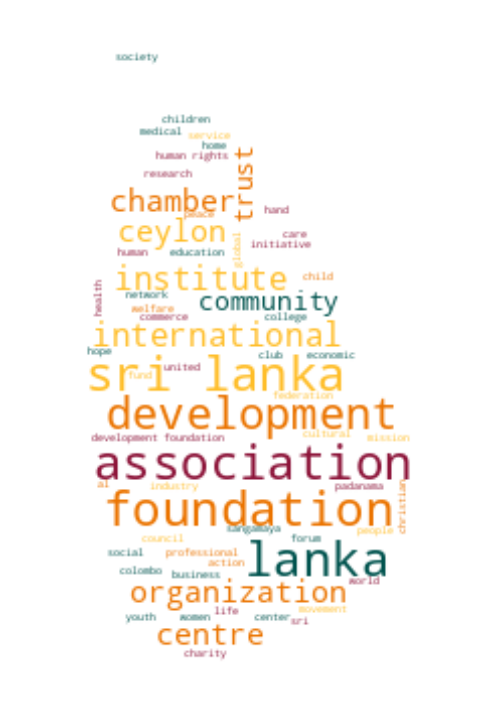 society
children
medical service
home
human rights
trust
research
chamber
peace
hand
ceylon
global
care
initiative
human education
institute
child
health
network
community
welfare
commerce
college
international
hope
club economic
sri lanka
united
fund
federation
development
development foundation
cultural mission
association
al
industry
padanama
christian
foundation
sangamaya
people
council
forum
lanka
social professional
action
colombo
business
world
organization
life
movement
youth women center
sri
centre
charity